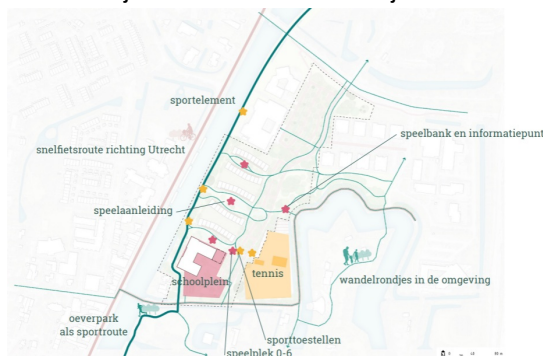 sportelement
speelbank en informatiepunt
snelfietsroute richting Utrecht
speelaanleiding
tennis
schoolplein
wandelrondjes in de omgeving
oeverpark
als sportroute
sporttoestellen
speelplek 0-6